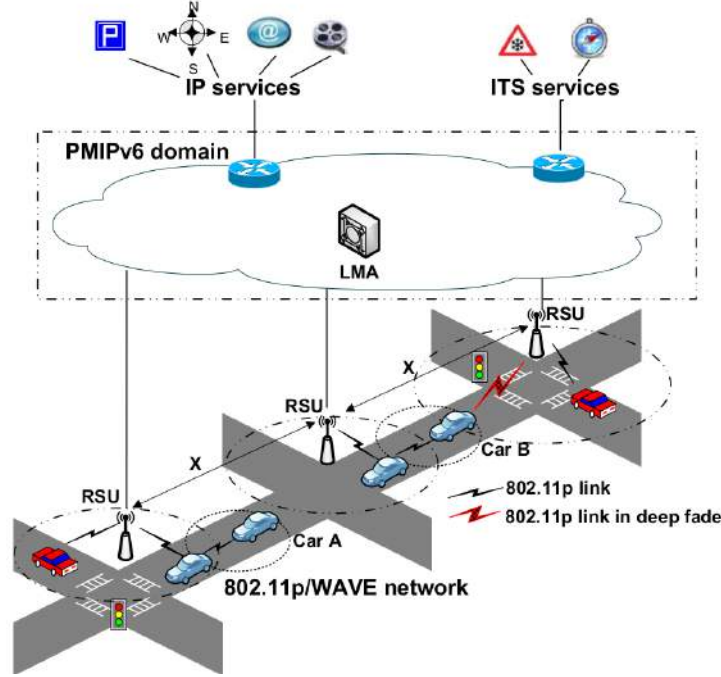 N
P
W
E
@
S
IP services
ITS services
PMIPv6 domain
LMA
RSU
X
RSU
Car B
X
RSU
802.11p link
802.11p link in deep fade
Car A
802.11p/WAVE network